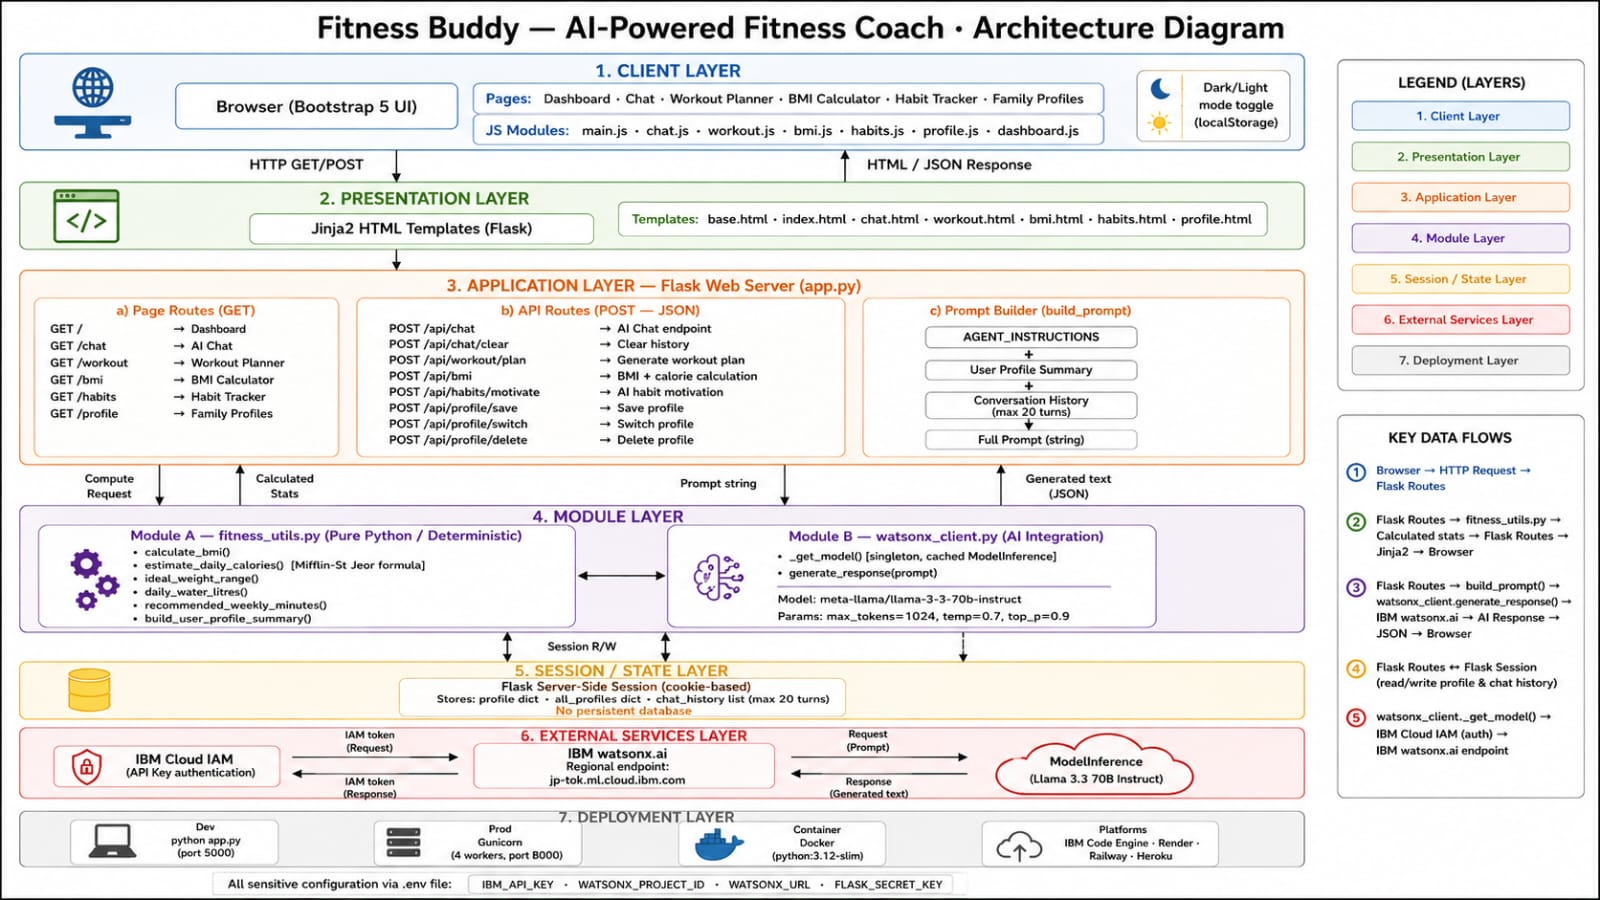 Fitness Buddy — AI-Powered Fitness Coach · Architecture Diagram
1. CLIENT LAYER
Browser (Bootstrap 5 UI)
Pages: Dashboard · Chat · Workout Planner · BMI Calculator · Habit Tracker · Family Profiles
JS Modules: main.js · chat.js · workout.js · bmi.js · habits.js · profile.js · dashboard.js
Dark/Light
mode toggle
(localStorage)
HTTP GET/POST
HTML / JSON Response
2. PRESENTATION LAYER
Jinja2 HTML Templates (Flask)
Templates: base.html · index.html · chat.html · workout.html · bmi.html · habits.html · profile.html
3. APPLICATION LAYER — Flask Web Server (app.py)
a) Page Routes (GET)
GET / → Dashboard
GET /chat → AI Chat
GET /workout → Workout Planner
GET /bmi → BMI Calculator
GET /habits → Habit Tracker
GET /profile → Family Profiles
b) API Routes (POST — JSON)
POST /api/chat → AI Chat endpoint
POST /api/chat/clear → Clear history
POST /api/workout/plan → Generate workout plan
POST /api/bmi → BMI + calorie calculation
POST /api/habits/motivate → AI habit motivation
POST /api/profile/save → Save profile
POST /api/profile/switch → Switch profile
POST /api/profile/delete → Delete profile
c) Prompt Builder (build_prompt)
AGENT_INSTRUCTIONS
+
User Profile Summary
+
Conversation History
(max 20 turns)
Full Prompt (string)
Compute
Request
Calculated
Stats
Prompt string
Generated text
(JSON)
4. MODULE LAYER
Module A — fitness_utils.py (Pure Python / Deterministic)
• calculate_bmi()
• estimate_daily_calories() [Mifflin-St Jeor formula]
• ideal_weight_range()
• daily_water_litres()
• recommended_weekly_minutes()
• build_user_profile_summary()
Module B — watsonx_client.py (AI Integration)
• _get_model() [singleton, cached ModelInference]
• generate_response(prompt)
Model: meta-llama/llama-3-3-70b-instruct
Params: max_tokens=1024, temp=0.7, top_p=0.9
Session R/W
5. SESSION / STATE LAYER
Flask Server-Side Session (cookie-based)
Stores: profile dict · all_profiles dict · chat_history list (max 20 turns)
No persistent database
6. EXTERNAL SERVICES LAYER
IBM Cloud IAM
(API Key authentication)
IAM token
(Request)
IAM token
(Response)
IBM watsonx.ai
Regional endpoint:
jp-tok.ml.cloud.ibm.com
Request
(Prompt)
Response
(Generated text)
ModelInference
(Llama 3.3 70B Instruct)
7. DEPLOYMENT LAYER
Dev
python app.py
(port 5000)
Prod
Gunicorn
(4 workers, port B000)
Container
Docker
(python:3.12-slim)
Platforms
IBM Code Engine · Render ·
Railway · Heroku
All sensitive configuration via .env file: IBM_API_KEY · WATSONX_PROJECT_ID · WATSONX_URL · FLASK_SECRET_KEY
LEGEND (LAYERS)
1. Client Layer
2. Presentation Layer
3. Application Layer
4. Module Layer
5. Session / State Layer
6. External Services Layer
7. Deployment Layer
KEY DATA FLOWS
1 Browser → HTTP Request →
Flask Routes
2 Flask Routes → fitness_utils.py →
Calculated stats → Flask Routes →
Jinja2 → Browser
3 Flask Routes → build_prompt() →
watsonx_client.generate_response() →
IBM watsonx.ai → AI Response →
JSON → Browser
4 Flask Routes ↔ Flask Session
(read/write profile & chat history)
5 watsonx_client._get_model() →
IBM Cloud IAM (auth) →
IBM watsonx.ai endpoint